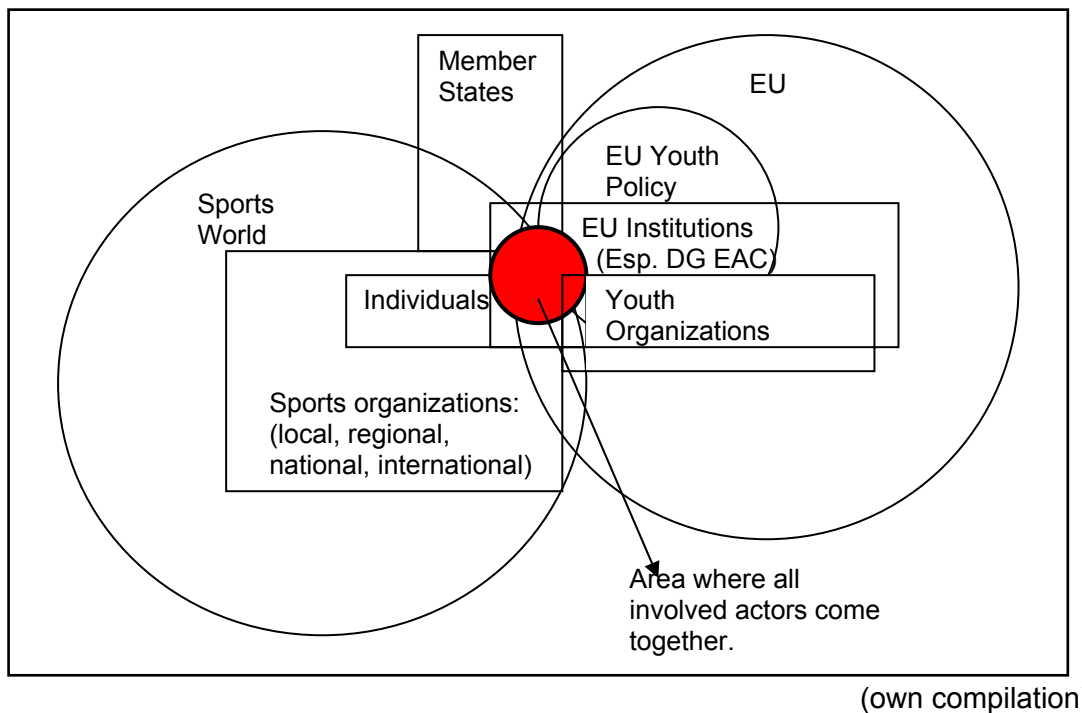 Member
States
EU
EU Youth
Policy
Sports
World
EU Institutions
(Esp. DG EAC)
Individuals
Youth
Organizations
Sports organizations:
(local, regional,
national, international)
Area where all
involved actors come
together.
(own compilation